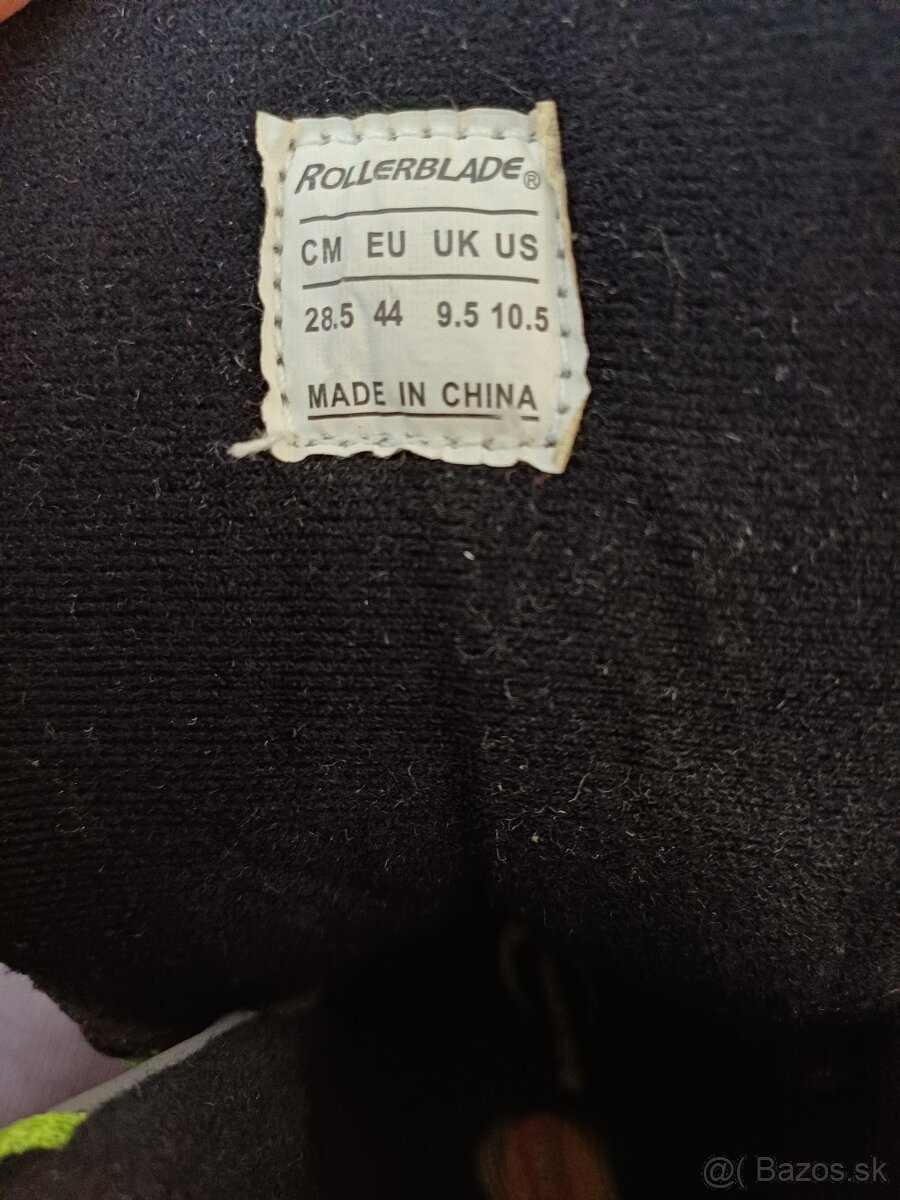 ROLLERBLADE®
CM EU UK US
28.5 44 9.5 10.5
MADE IN CHINA
@( Bazos.sk